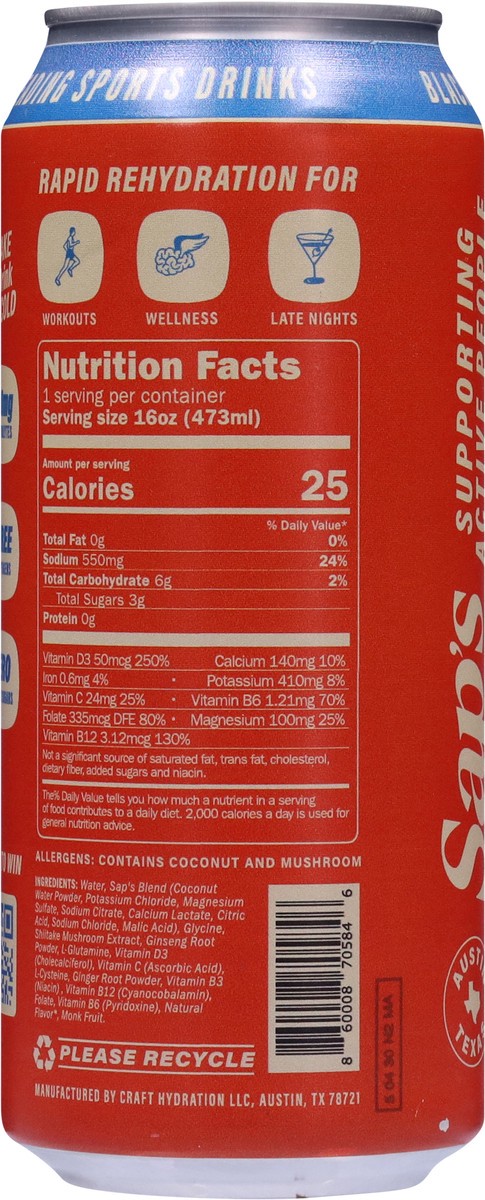 DING SPORTS DRINKS
RAPID REHYDRATION FOR
WORKOUTS WELLNESS LATE NIGHTS
Nutrition Facts
1 serving per container
Serving size 16oz (473ml)
Amount per serving
Calories 25
% Daily Value*
Total Fat 0g 0%
Sodium 550mg 24%
Total Carbohydrate 6g 2%
Total Sugars 3g
Protein 0g
Vitamin D3 50mcg 250% Calcium 140mg 10%
Iron 0.6mg 4% • Potassium 410mg 8%
Vitamin C 24mg 25% • Vitamin B6 1.21mg 70%
Folate 335mcg DFE 80% • Magnesium 100mg 25%
Vitamin B12 3.12mcg 130%
Not a significant source of saturated fat, trans fat, cholesterol,
dietary fiber, added sugars and niacin.
The% Daily Value tells you how much a nutrient in a serving
of food contributes to a daily diet. 2,000 calories a day is used for
general nutrition advice.
ALLERGENS: CONTAINS COCONUT AND MUSHROOM
INGREDIENTS: Water, Sap's Blend (Coconut
Water Powder, Potassium Chloride, Magnesium
Sulfate, Sodium Citrate, Calcium Lactate, Citric
Acid, Sodium Chloride, Malic Acid), Glycine,
Shiitake Mushroom Extract, Ginseng Root
Powder, L-Glutamine, Vitamin D3
(Cholecalciferol), Vitamin C (Ascorbic Acid),
L-Cysteine, Ginger Root Powder, Vitamin B3
(Niacin), Vitamin B12 (Cyanocobalamin),
Folate, Vitamin B6 (Pyridoxine), Natural
Flavor*, Monk Fruit.
8 60008 70584 6
PLEASE RECYCLE
MANUFACTURED BY CRAFT HYDRATION LLC, AUSTIN, TX 78721
S 04 30 N2 MA
SUPPORTING
ACTIVE PEOPLE
Sap's
AUSTIN
TEXAS